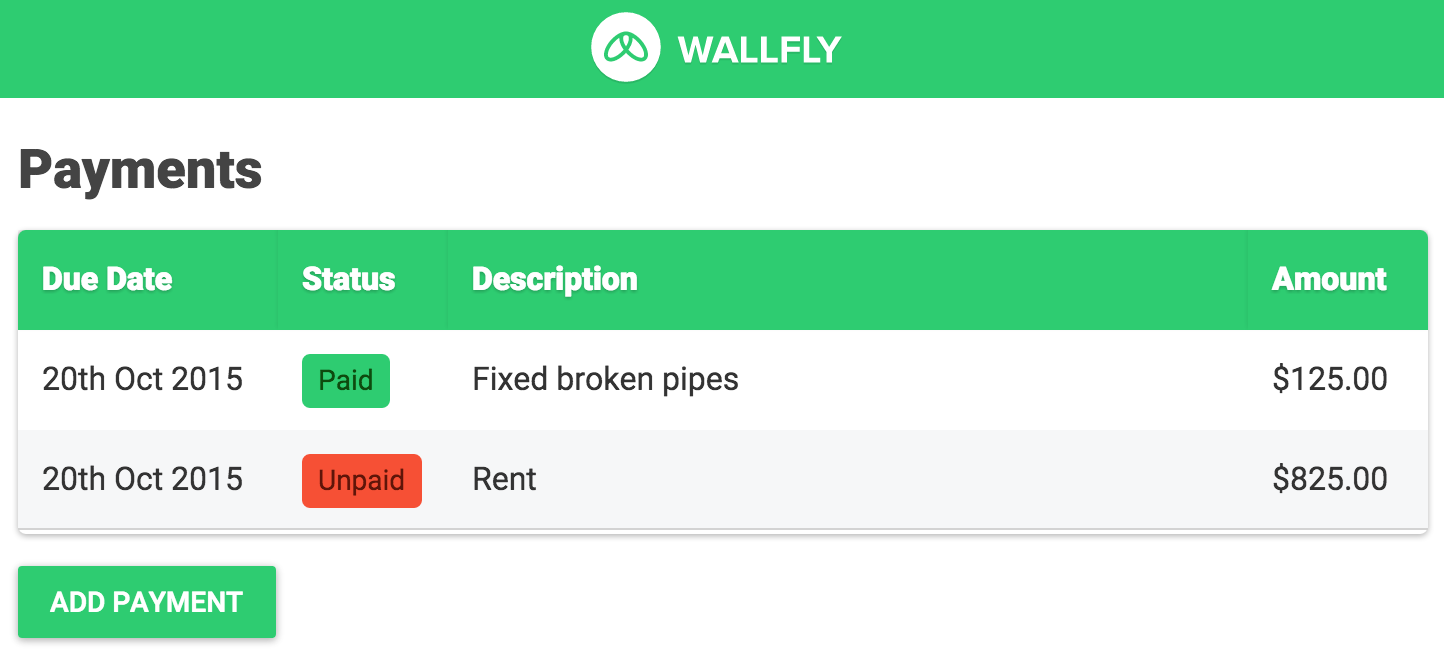 WALLFLY
Payments
Due Date Status Description Amount
20th Oct 2015 Paid Fixed broken pipes $125.00
20th Oct 2015 Unpaid Rent $825.00
ADD PAYMENT